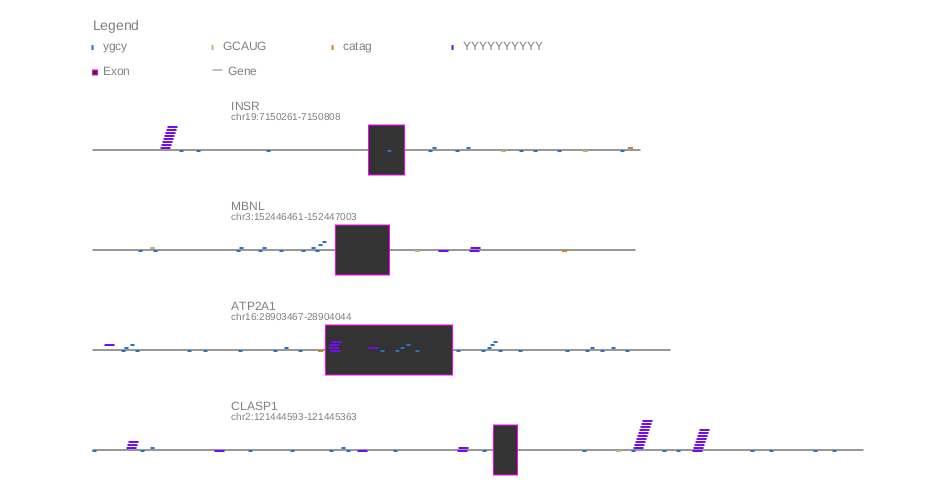 Legend
ygcy GCAUG catag YYYYYYYYYY
Exon Gene
INSR
chr19:7150261-7150808
MBNL
chr3:152446461-152447003
ATP2A1
chr16:28903467-28904044
CLASP1
chr2:121444593-121445363